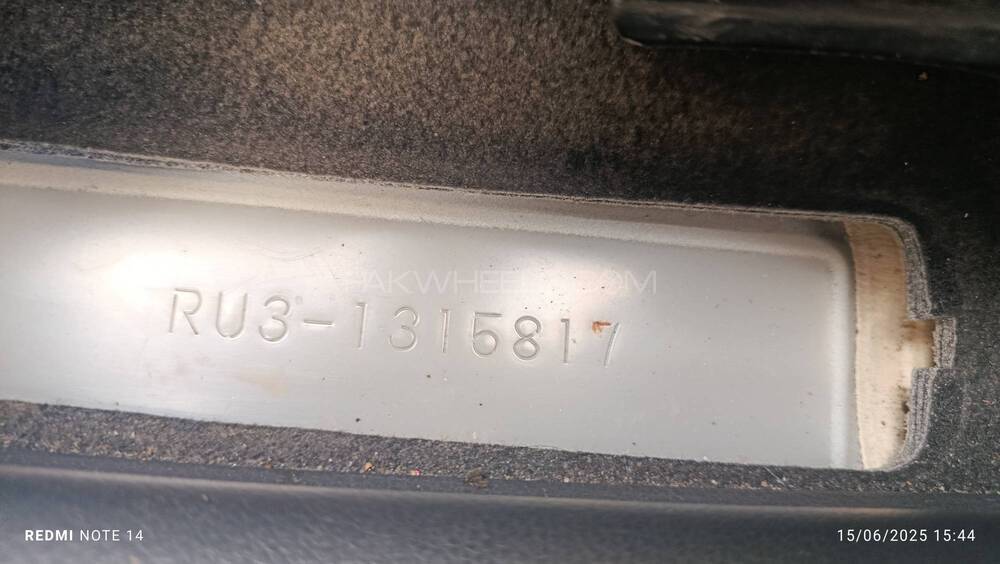 PAKWHEELS.COM
RU3-1315817
REDMI NOTE 14
15/06/2025 15:44